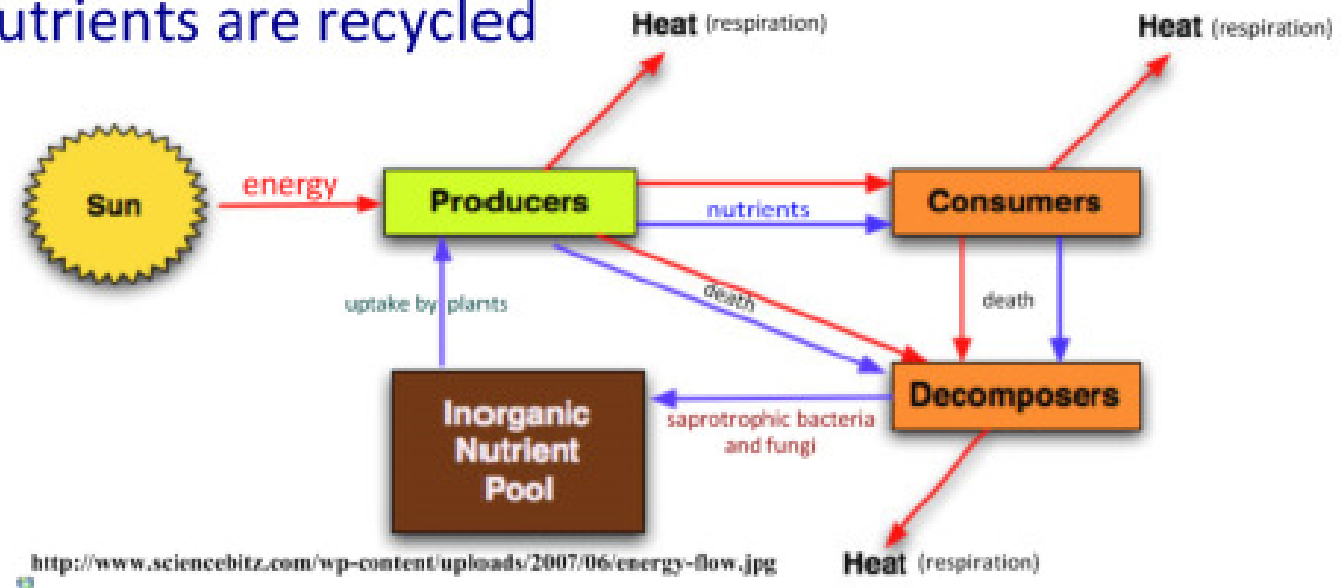 utrients are recycled
Heat (respiration)
Heat (respiration)
Sun
energy
Producers
nutrients
Consumers
uptake by plants
death
death
Inorganic
Nutrient
Pool
saprotrophic bacteria
and fungi
Decomposers
http://www.sciencebitz.com/wp-content/uploads/2007/06/energy-flow.jpg
Heat (respiration)